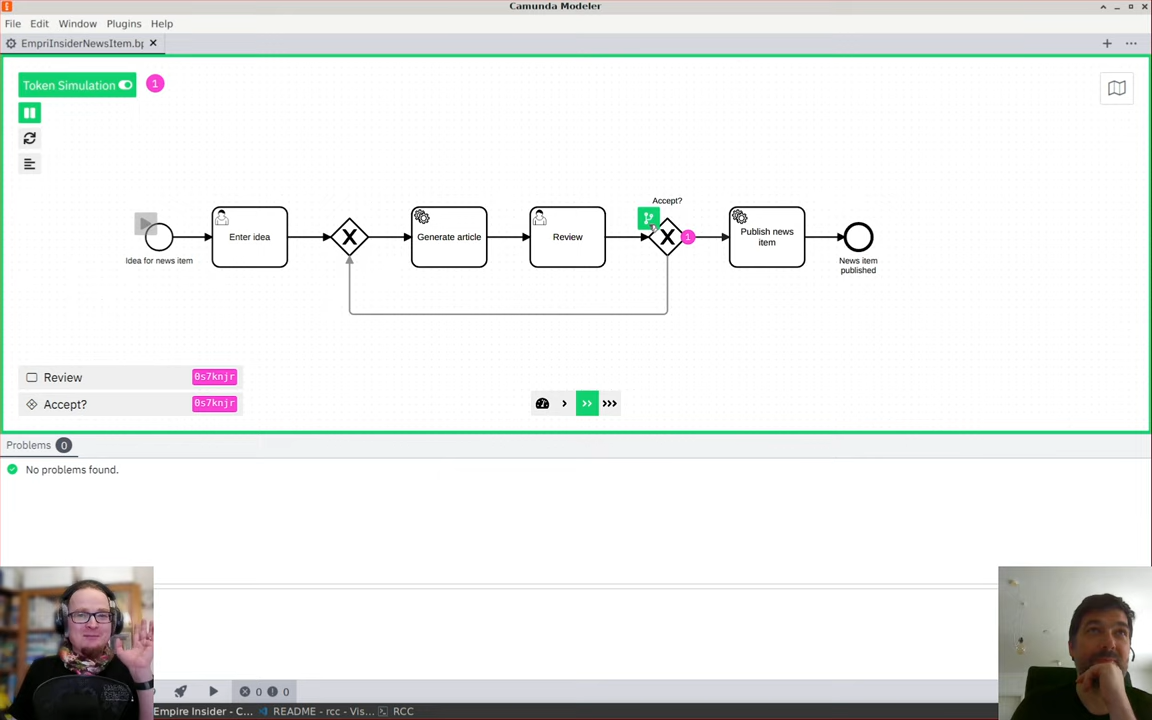 Camunda Modeler
File Edit Window Plugins Help
EmpriInsiderNewsItem.bp
Token Simulation 1
Accept?
Enter idea
Generate article
Review
1
Publish news
item
Idea for news item
News item
published
Review 0s7knjr
Accept? 0s7knjr
Problems 0
No problems found.
0 0
Empire Insider - C... README - rcc - Vis... RCC